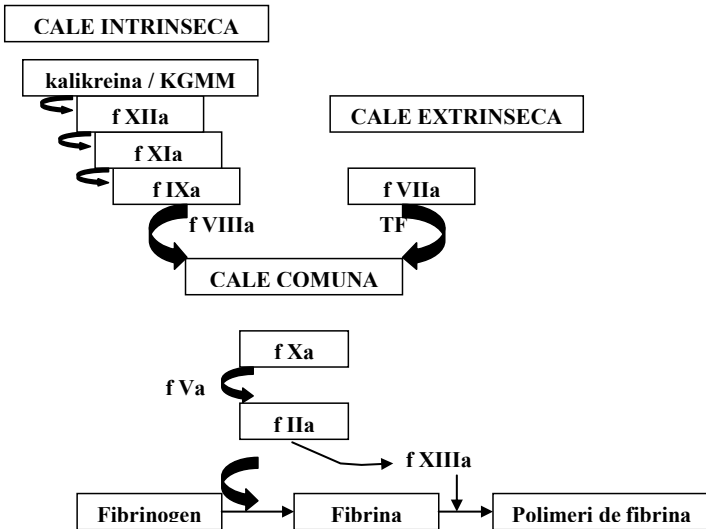 CALE INTRINSECA
kalikreina / KGMM
f XIIa
CALE EXTRINSECA
f XIa
f IXa
f VIIa
f VIIIa
TF
CALE COMUNA
f Xa
f Va
f IIa
f XIIIa
Fibrinogen
Fibrina
Polimeri de fibrina